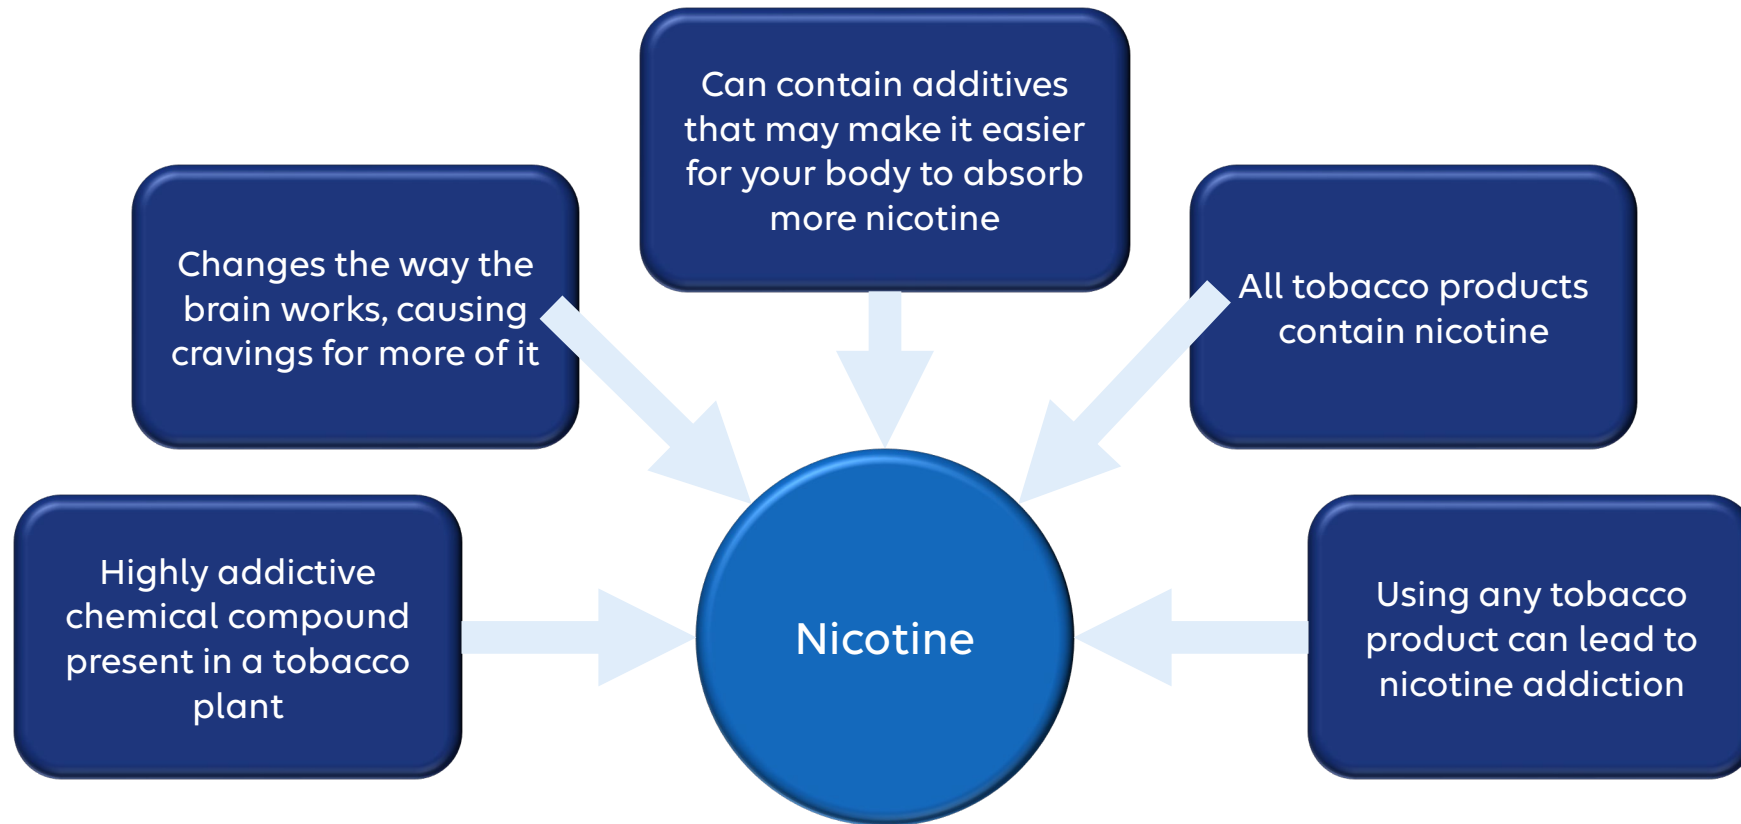 Can contain additives
that may make it easier
for your body to absorb
more nicotine
Changes the way the
brain works, causing
cravings for more of it
All tobacco products
contain nicotine
Highly addictive
chemical compound
present in a tobacco
plant
Nicotine
Using any tobacco
product can lead to
nicotine addiction